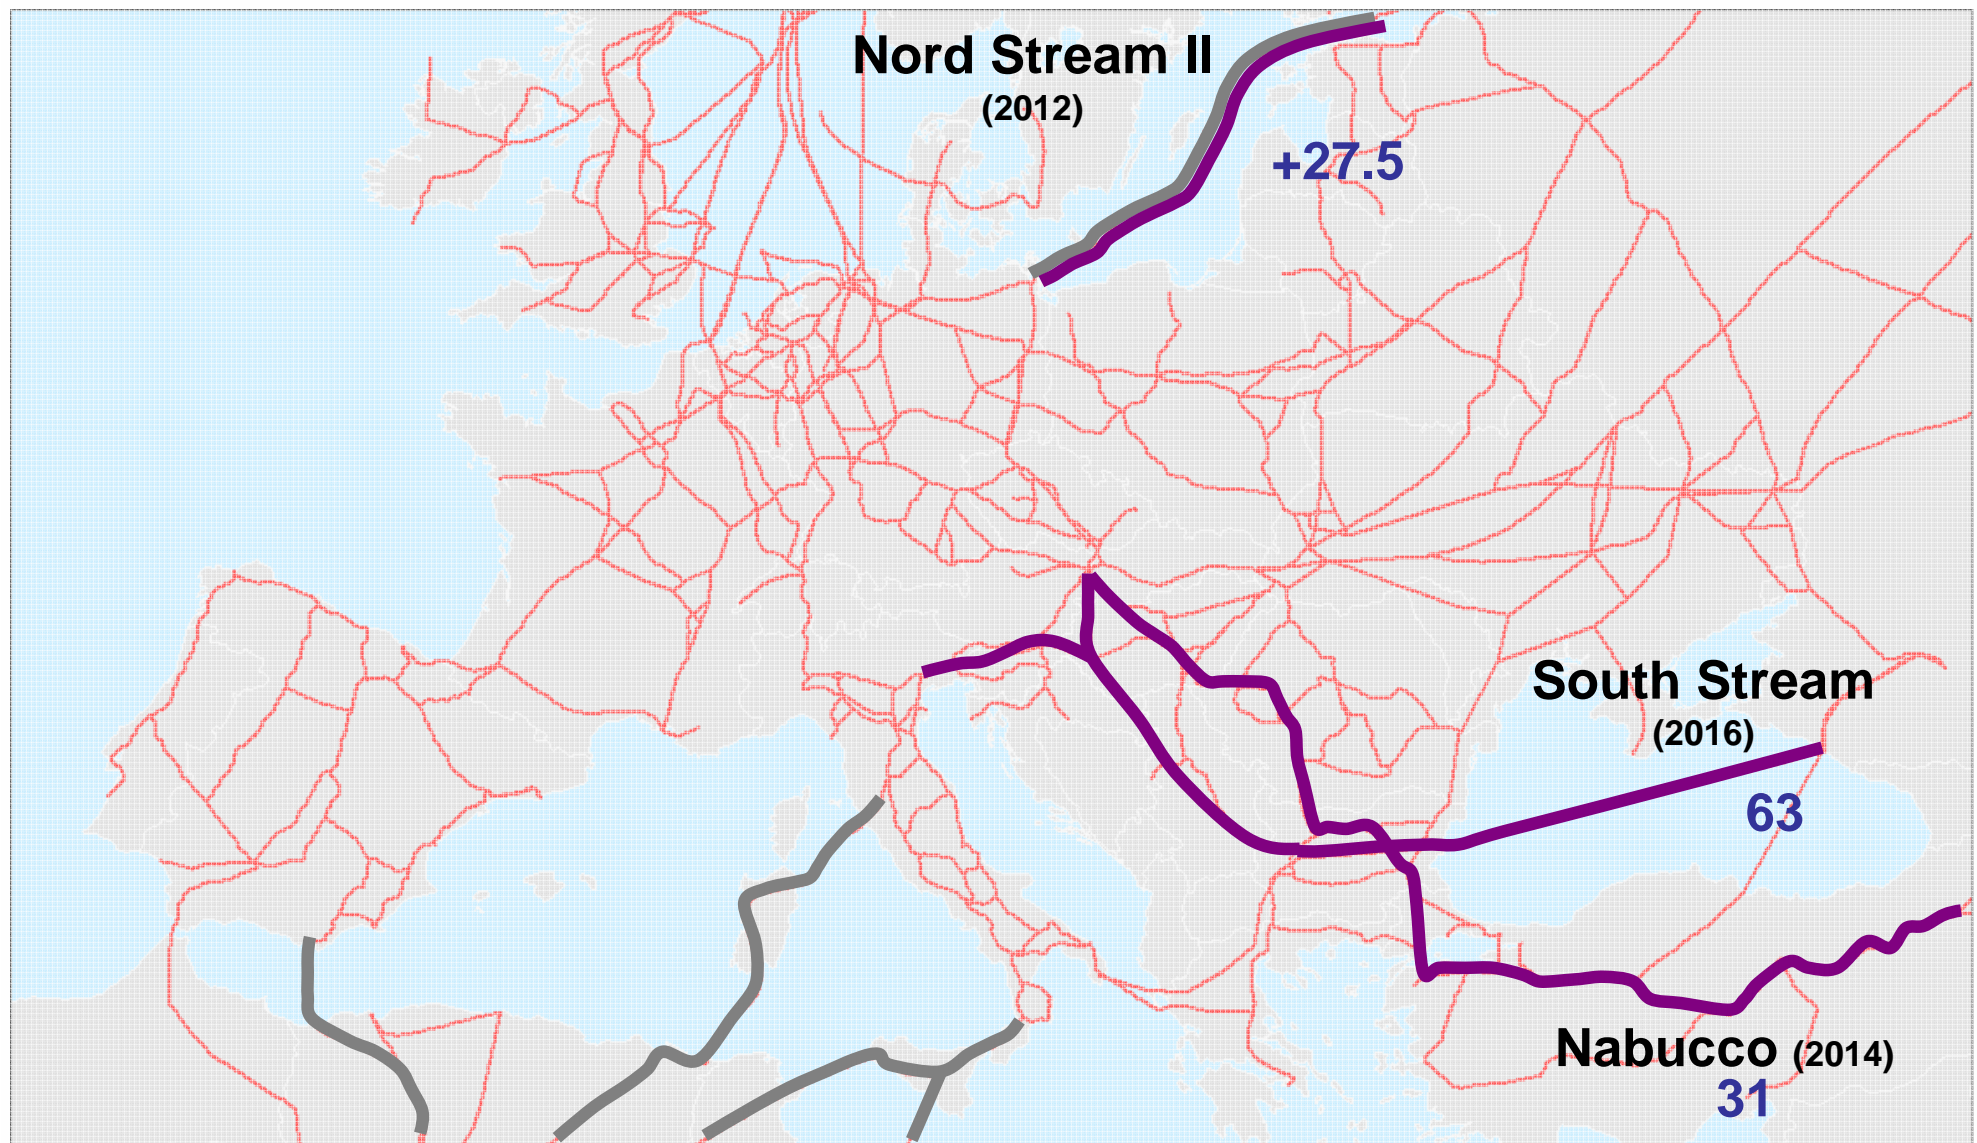 Nord Stream II
(2012)
+27.5
South Stream
(2016)
63
Nabucco (2014)
31